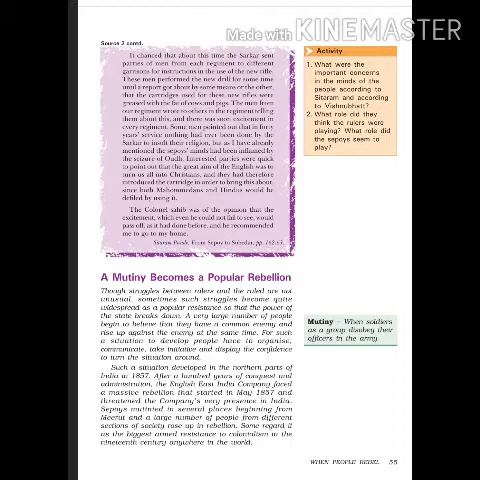 Made with KINEMASTER
Source 2 contd.
It chanced that about this time the Sarkar sent
parties of men from each regiment to different
garrisons for instructions in the use of the new rifle.
These men performed the new drill for some time
until a report got about by some means or the other,
that the cartridges used for these new rifles were
greased with the fat of cows and pigs. The men from
our regiment wrote to others in the regiment telling
them about this, and there was soon excitement in
every regiment. Some men pointed out that in forty
years' service nothing had ever been done by the
Sarkar to insult their religion, but as I have already
mentioned the sepoys' minds had been inflamed by
the seizure of Oudh. Interested parties were quick
to point out that the great aim of the English was to
turn us all into Christians, and they had therefore
introduced the cartridge in order to bring this about,
since both Mahommedans and Hindus would be
defiled by using it.
The Colonel sahib was of the opinion that the
excitement, which even he could not fail to see, would
pass off, as it had done before, and he recommended
me to go to my home.
Sitaram Pande, From Sepoy to Subedar, pp. 162-63.
Activity
1. What were the
important concerns
in the minds of the
people according to
Sitaram and according
to Vishnubhatt?
2. What role did they
think the rulers were
playing? What role did
the sepoys seem to
play?
A Mutiny Becomes a Popular Rebellion
Though struggles between rulers and the ruled are not
unusual, sometimes such struggles become quite
widespread as a popular resistance so that the power of
the state breaks down. A very large number of people
begin to believe that they have a common enemy and
rise up against the enemy at the same time. For such
a situation to develop people have to organise,
communicate, take initiative and display the confidence
to turn the situation around.
Such a situation developed in the northern parts of
India in 1857. After a hundred years of conquest and
administration, the English East India Company faced
a massive rebellion that started in May 1857 and
threatened the Company's very presence in India.
Sepoys mutinied in several places beginning from
Meerut and a large number of people from different
sections of society rose up in rebellion. Some regard it
as the biggest armed resistance to colonialism in the
nineteenth century anywhere in the world.
Mutiny – When soldiers
as a group disobey their
officers in the army
WHEN PEOPLE REBEL 55